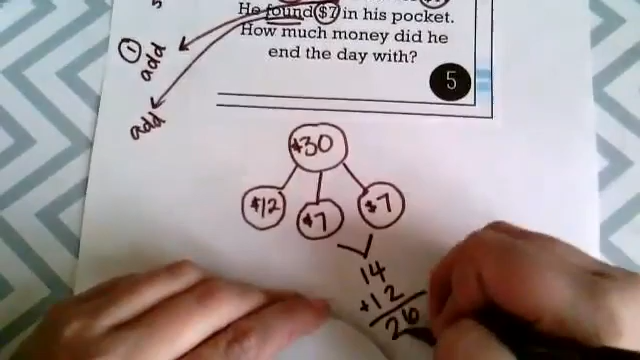 He found $7 in his pocket.
How much money did he
end the day with?
5
1
add
add
$30
$12
$7
$7
14
+12
26